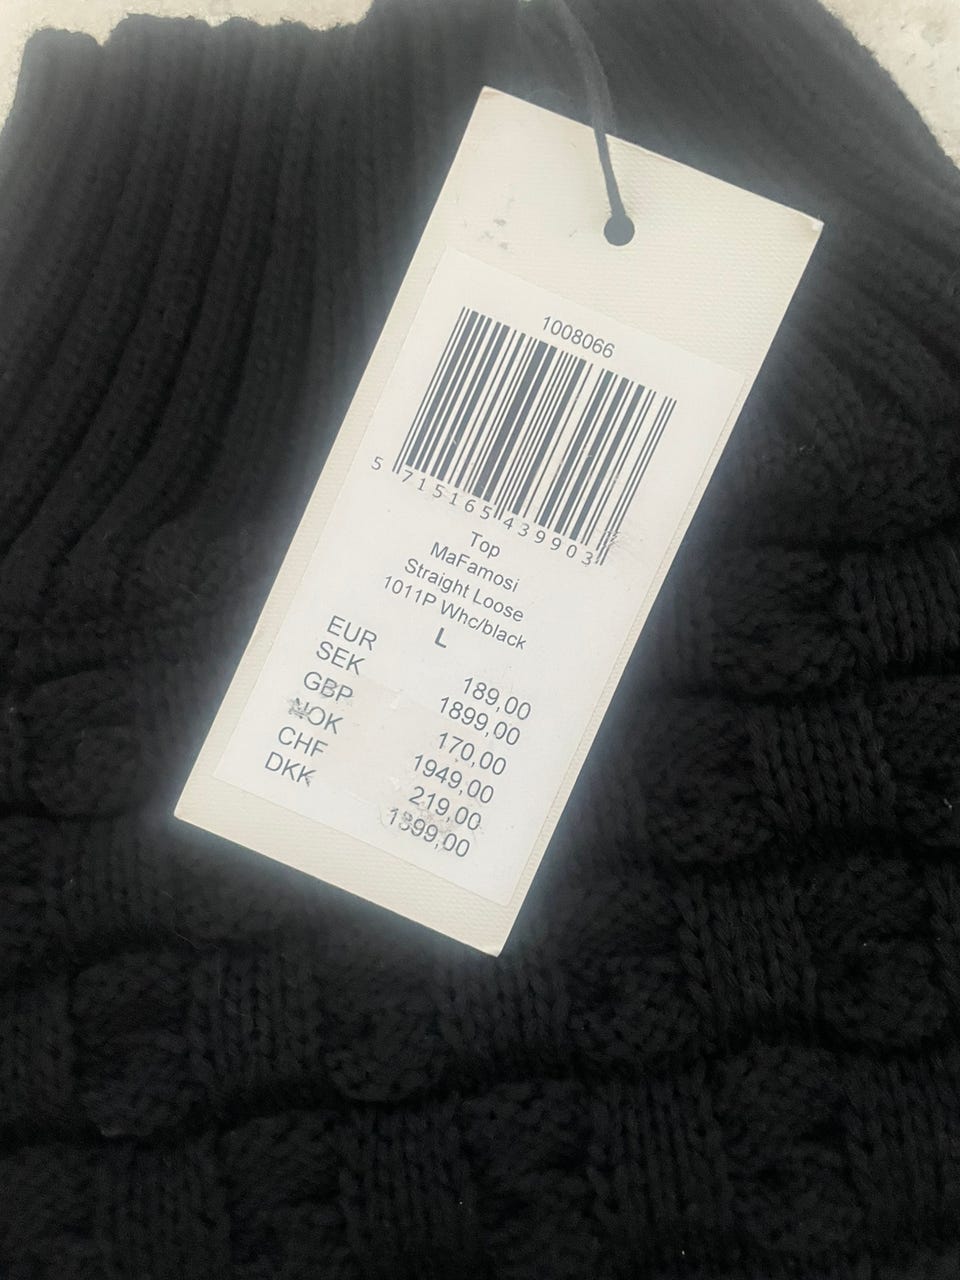 1008066
5 715165 439903
Top
MaFamosi
Straight Loose
1011P Whc/black
L
EUR 189,00
SEK 1899,00
GBP 170,00
NOK 1949,00
CHF 219,00
DKK 1399,00